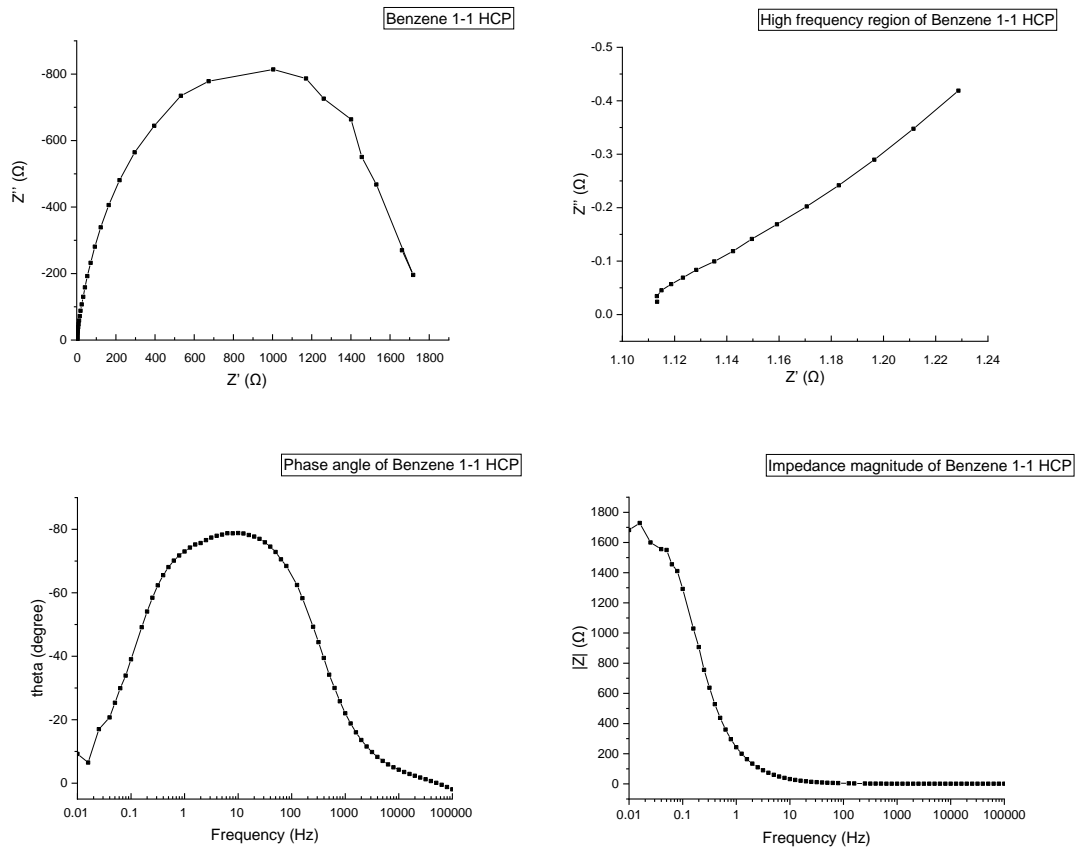 Benzene 1-1 HCP
-800
-600
-400
-200
0
Z'' (Ω)
0 200 400 600 800 1000 1200 1400 1600 1800
Z' (Ω)
High frequency region of Benzene 1-1 HCP
-0.5
-0.4
-0.3
-0.2
-0.1
0.0
Z'' (Ω)
1.10 1.12 1.14 1.16 1.18 1.20 1.22 1.24
Z' (Ω)
Phase angle of Benzene 1-1 HCP
-80
-60
-40
-20
0
theta (degree)
0.01 0.1 1 10 100 1000 10000 100000
Frequency (Hz)
Impedance magnitude of Benzene 1-1 HCP
1800
1600
1400
1200
1000
800
600
400
200
0
|Z| (Ω)
0.01 0.1 1 10 100 1000 10000 100000
Frequency (Hz)